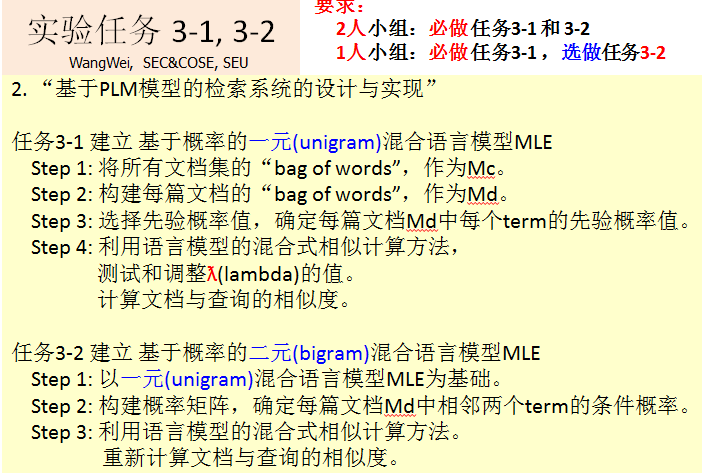 实验任务 3-1, 3-2
WangWei, SEC&COSE, SEU
要求：
2人小组：必做任务3-1 和 3-2
1人小组：必做任务3-1 ，选做任务3-2
2. “基于PLM模型的检索系统的设计与实现”
任务3-1 建立 基于概率的一元(unigram)混合语言模型MLE
Step 1: 将所有文档集的“bag of words”，作为Mc。
Step 2: 构建每篇文档的“bag of words”，作为Md。
Step 3: 选择先验概率值，确定每篇文档Md中每个term的先验概率值。
Step 4: 利用语言模型的混合式相似计算方法，
测试和调整λ(lambda)的值。
计算文档与查询的相似度。
任务3-2 建立 基于概率的二元(bigram)混合语言模型MLE
Step 1: 以一元(unigram)混合语言模型MLE为基础。
Step 2: 构建概率矩阵，确定每篇文档Md中相邻两个term的条件概率。
Step 3: 利用语言模型的混合式相似计算方法。
重新计算文档与查询的相似度。